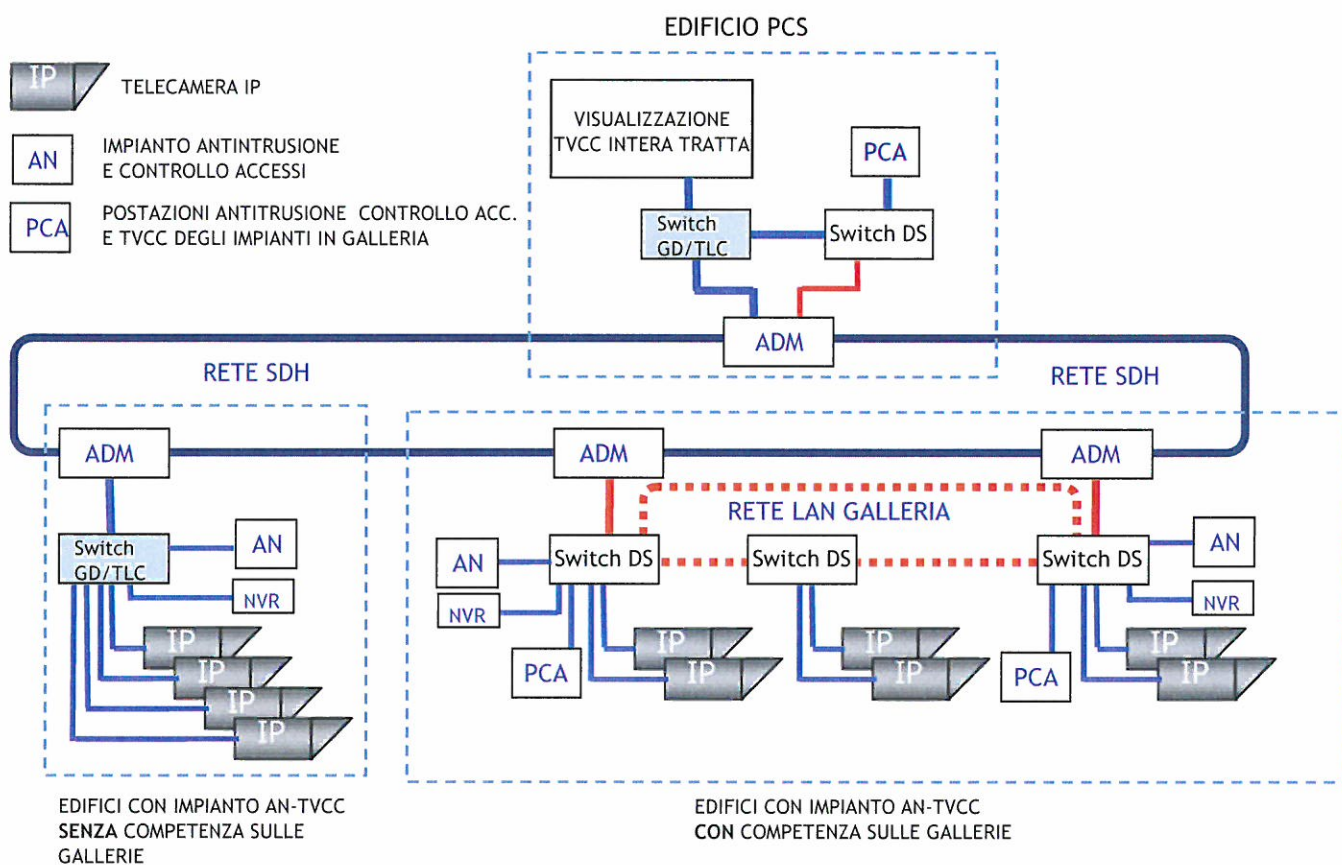 EDIFICIO PCS
IP
TELECAMERA IP
AN
IMPIANTO ANTINTRUSIONE
E CONTROLLO ACCESSI
PCA
POSTAZIONI ANTITRUSIONE CONTROLLO ACC.
E TVCC DEGLI IMPIANTI IN GALLERIA
VISUALIZZAZIONE
TVCC INTERA TRATTA
PCA
Switch
GD/TLC
Switch DS
ADM
RETE SDH
RETE SDH
ADM
ADM
ADM
RETE LAN GALLERIA
Switch
GD/TLC
AN
NVR
IP
IP
IP
IP
AN
NVR
Switch DS
PCA
IP
IP
Switch DS
IP
IP
Switch DS
AN
NVR
PCA
IP
IP
EDIFICI CON IMPIANTO AN-TVCC
SENZA COMPETENZA SULLE
GALLERIE
EDIFICI CON IMPIANTO AN-TVCC
CON COMPETENZA SULLE GALLERIE